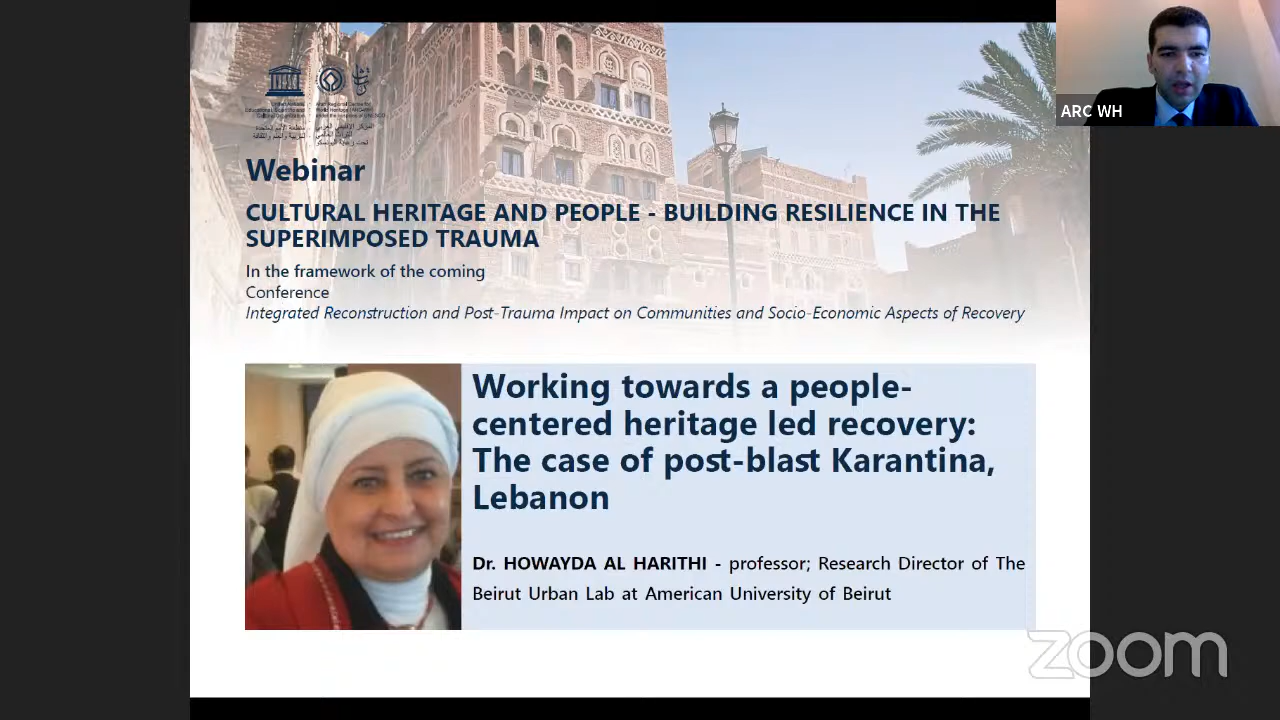 ARC WH
Webinar
CULTURAL HERITAGE AND PEOPLE - BUILDING RESILIENCE IN THE
SUPERIMPOSED TRAUMA
In the framework of the coming
Conference
Integrated Reconstruction and Post-Trauma Impact on Communities and Socio-Economic Aspects of Recovery
Working towards a people-
centered heritage led recovery:
The case of post-blast Karantina,
Lebanon
Dr. HOWAYDA AL HARITHI - professor; Research Director of The
Beirut Urban Lab at American University of Beirut
zoom